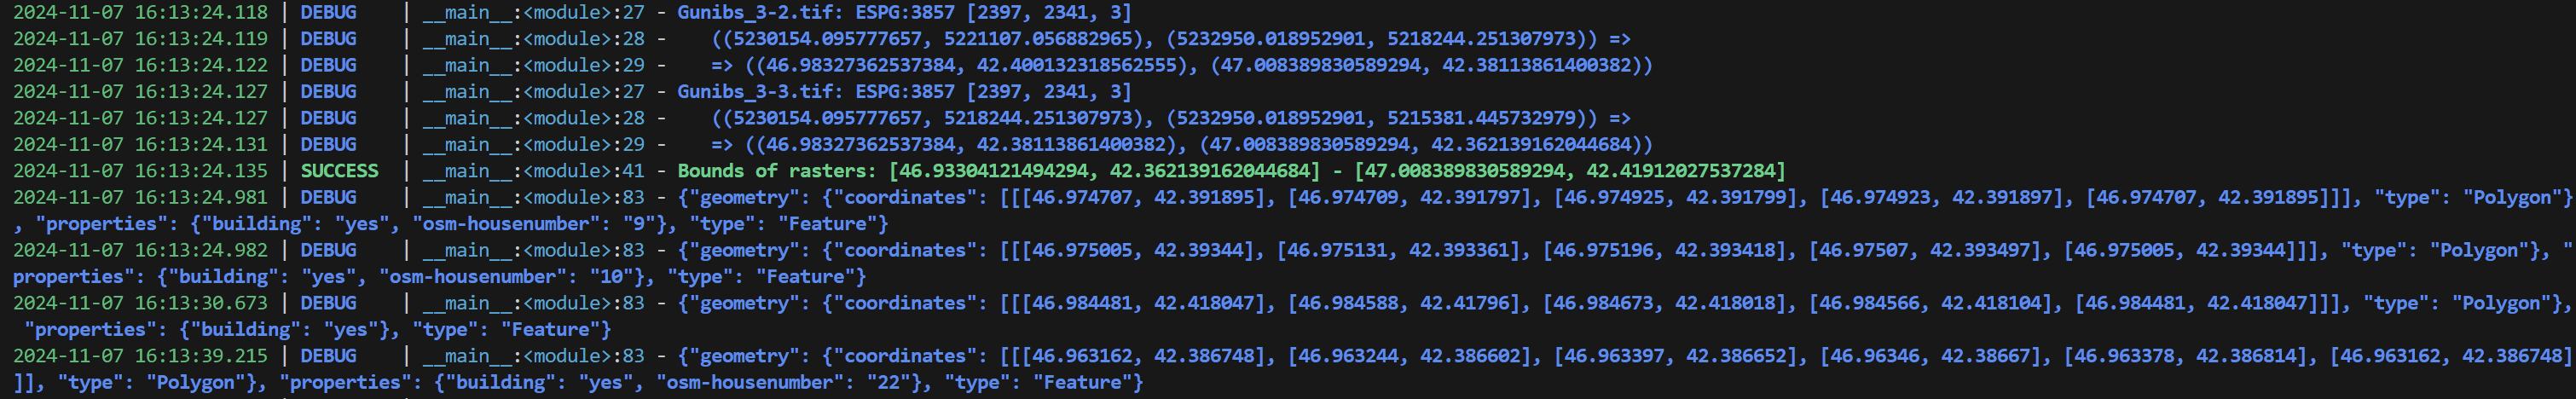 2024-11-07 16:13:24.118 | DEBUG    | __main__:<module>:27 - Gunibs_3-2.tif: ESPG:3857 [2397, 2341, 3]
2024-11-07 16:13:24.119 | DEBUG    | __main__:<module>:28 -    ((5230154.095777657, 5221107.056882965), (5232950.018952901, 5218244.251307973)) =>
2024-11-07 16:13:24.122 | DEBUG    | __main__:<module>:29 -    => ((46.98327362537384, 42.400132318562555), (47.008389830589294, 42.38113861400382))
2024-11-07 16:13:24.127 | DEBUG    | __main__:<module>:27 - Gunibs_3-3.tif: ESPG:3857 [2397, 2341, 3]
2024-11-07 16:13:24.127 | DEBUG    | __main__:<module>:28 -    ((5230154.095777657, 5218244.251307973), (5232950.018952901, 5215381.445732979)) =>
2024-11-07 16:13:24.131 | DEBUG    | __main__:<module>:29 -    => ((46.98327362537384, 42.38113861400382), (47.008389830589294, 42.362139162044684))
2024-11-07 16:13:24.135 | SUCCESS  | __main__:<module>:41 - Bounds of rasters: [46.93304121494294, 42.362139162044684] - [47.008389830589294, 42.41912027537284]
2024-11-07 16:13:24.981 | DEBUG    | __main__:<module>:83 - {"geometry": {"coordinates": [[[46.974707, 42.391895], [46.974709, 42.391797], [46.974925, 42.391799], [46.974923, 42.391897], [46.974707, 42.391895]]], "type": "Polygon"}
, "properties": {"building": "yes", "osm-housenumber": "9"}, "type": "Feature"}
2024-11-07 16:13:24.982 | DEBUG    | __main__:<module>:83 - {"geometry": {"coordinates": [[[46.975005, 42.39344], [46.975131, 42.393361], [46.975196, 42.393418], [46.97507, 42.393497], [46.975005, 42.39344]]], "type": "Polygon"}, "
properties": {"building": "yes", "osm-housenumber": "10"}, "type": "Feature"}
2024-11-07 16:13:30.673 | DEBUG    | __main__:<module>:83 - {"geometry": {"coordinates": [[[46.984481, 42.418047], [46.984588, 42.41796], [46.984673, 42.418018], [46.984566, 42.418104], [46.984481, 42.418047]]], "type": "Polygon"},
 "properties": {"building": "yes"}, "type": "Feature"}
2024-11-07 16:13:39.215 | DEBUG    | __main__:<module>:83 - {"geometry": {"coordinates": [[[46.963162, 42.386748], [46.963244, 42.386602], [46.963397, 42.386652], [46.96346, 42.38667], [46.963378, 42.386814], [46.963162, 42.386748]
]], "type": "Polygon"}, "properties": {"building": "yes", "osm-housenumber": "22"}, "type": "Feature"}